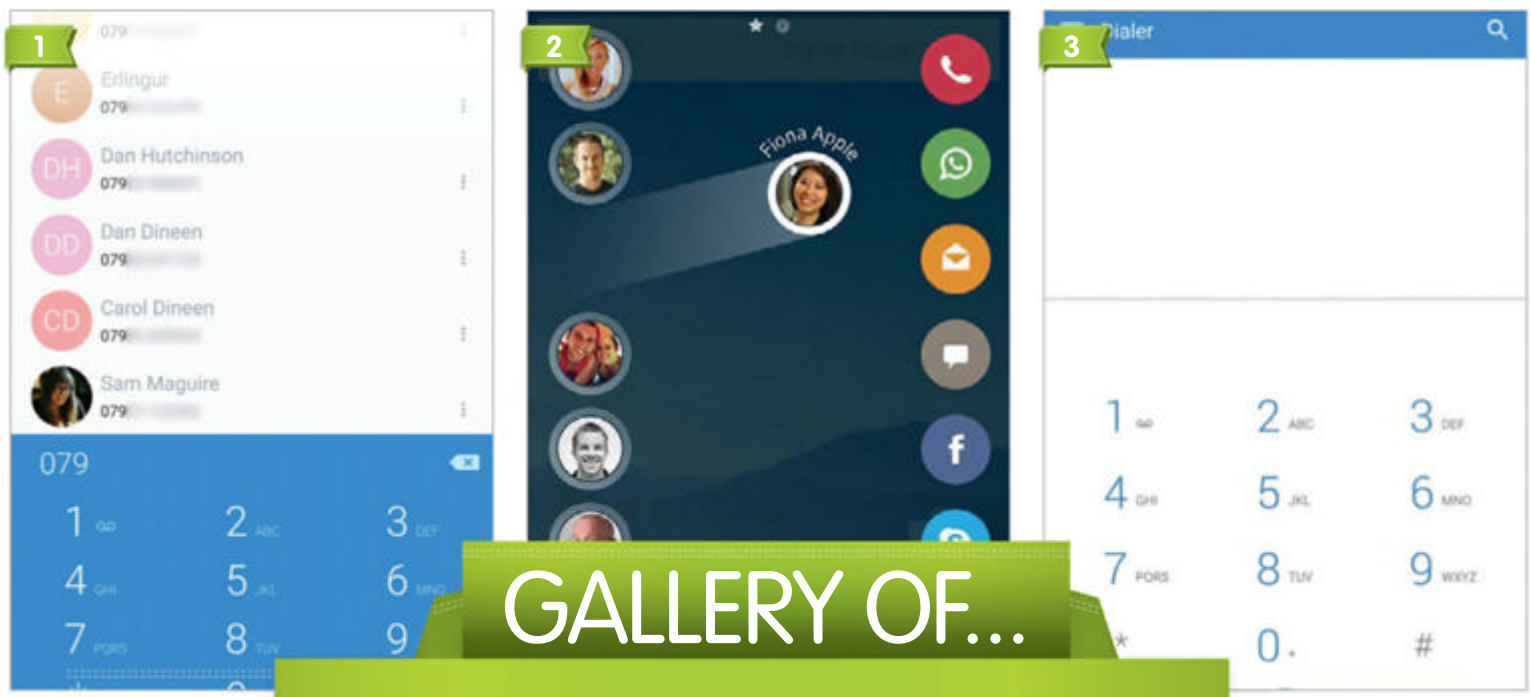 1
079
E
Erlingur
079
DH
Dan Hutchinson
079
DD
Dan Dineen
079
CD
Carol Dineen
079
Sam Maguire
079
079
1
2 ABC
3 DEF
4 GHI
5 JKL
6 MNO
7 PQRS
8 TUV
9
2
Fiona Apple
f
3
Dialer
1
2 ABC
3 DEF
4 GHI
5 JKL
6 MNO
7 PQRS
8 TUV
9 WXYZ
*
0 +
#
GALLERY OF...